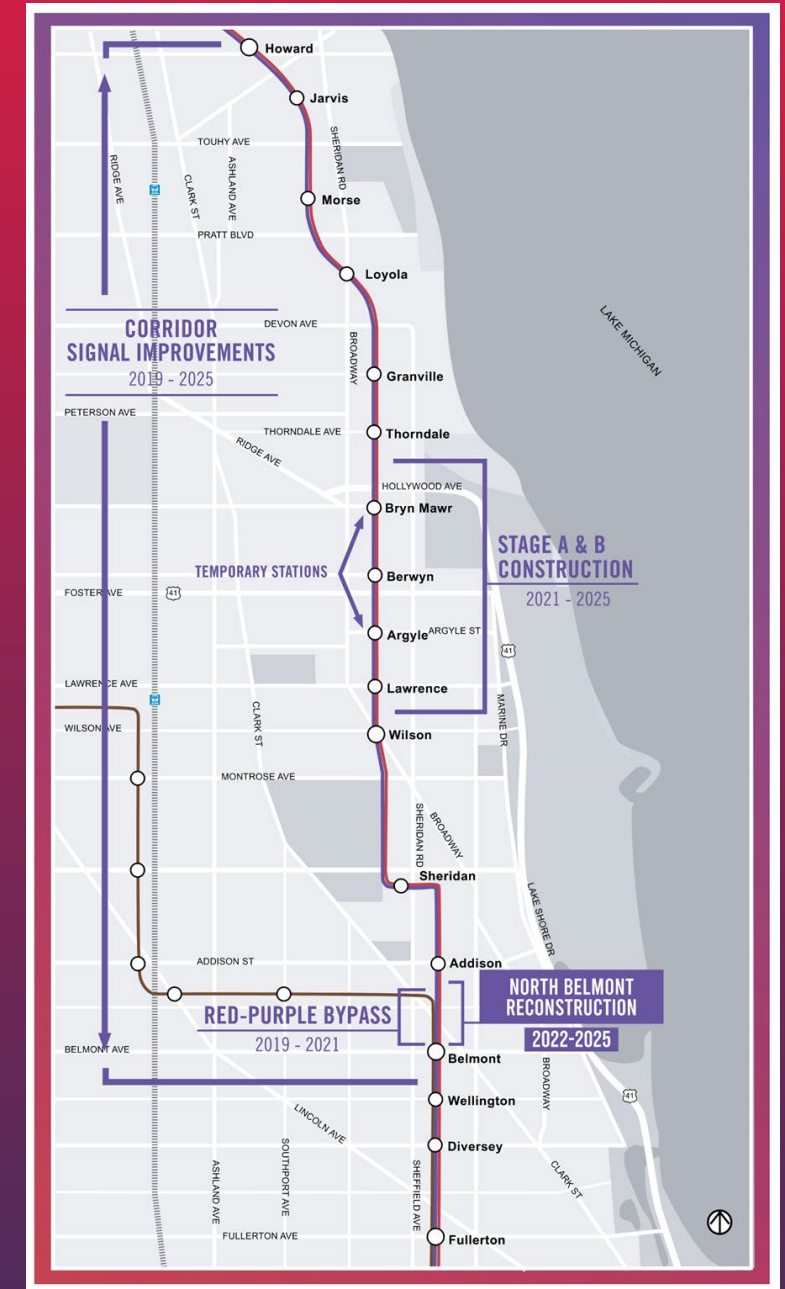 Howard
Jarvis
TOUHY AVE
SHERIDAN RD
RIDGE AVE
CLARK ST
ASHLAND AVE
Morse
PRATT BLVD
Loyola
LAKE MICHIGAN
DEVON AVE
CORRIDOR
SIGNAL IMPROVEMENTS
2019 - 2025
BROADWAY
Granville
PETERSON AVE
THORNDALE AVE
Thorndale
RIDGE AVE
HOLLYWOOD AVE
Bryn Mawr
STAGE A & B
CONSTRUCTION
2021 - 2025
TEMPORARY STATIONS
Berwyn
FOSTER AVE
41
Argyle
ARGYLE ST
41
LAWRENCE AVE
Lawrence
MARINE DR
CLARK ST
WILSON AVE
Wilson
MONTROSE AVE
SHERIDAN RD
BROADWAY
Sheridan
LAKE SHORE DR
ADDISON ST
Addison
NORTH BELMONT
RECONSTRUCTION
2022-2025
RED-PURPLE BYPASS
2019 - 2021
BELMONT AVE
Belmont
BROADWAY
Wellington
41
LINCOLN AVE
Diversey
ASHLAND AVE
SOUTHPORT AVE
SHEFFIELD AVE
CLARK ST
FULLERTON AVE
Fullerton